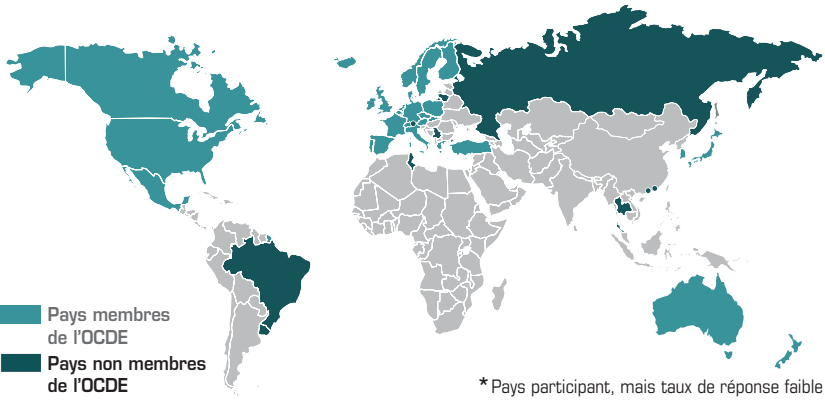 Pays membres
de l'OCDE
Pays non membres
de l'OCDE
* Pays participant, mais taux de réponse faible